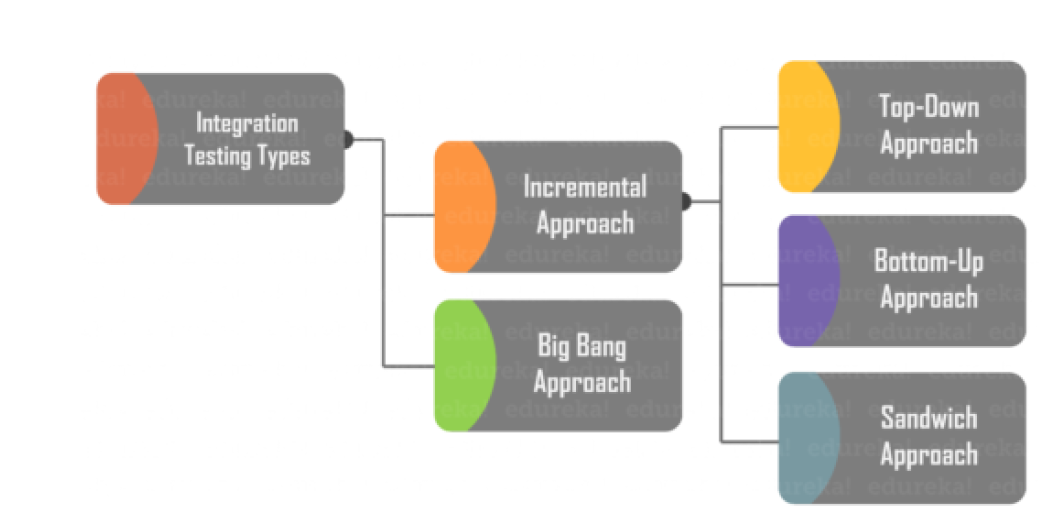 Integration
Testing Types
Incremental
Approach
Big Bang
Approach
Top-Down
Approach
Bottom-Up
Approach
Sandwich
Approach